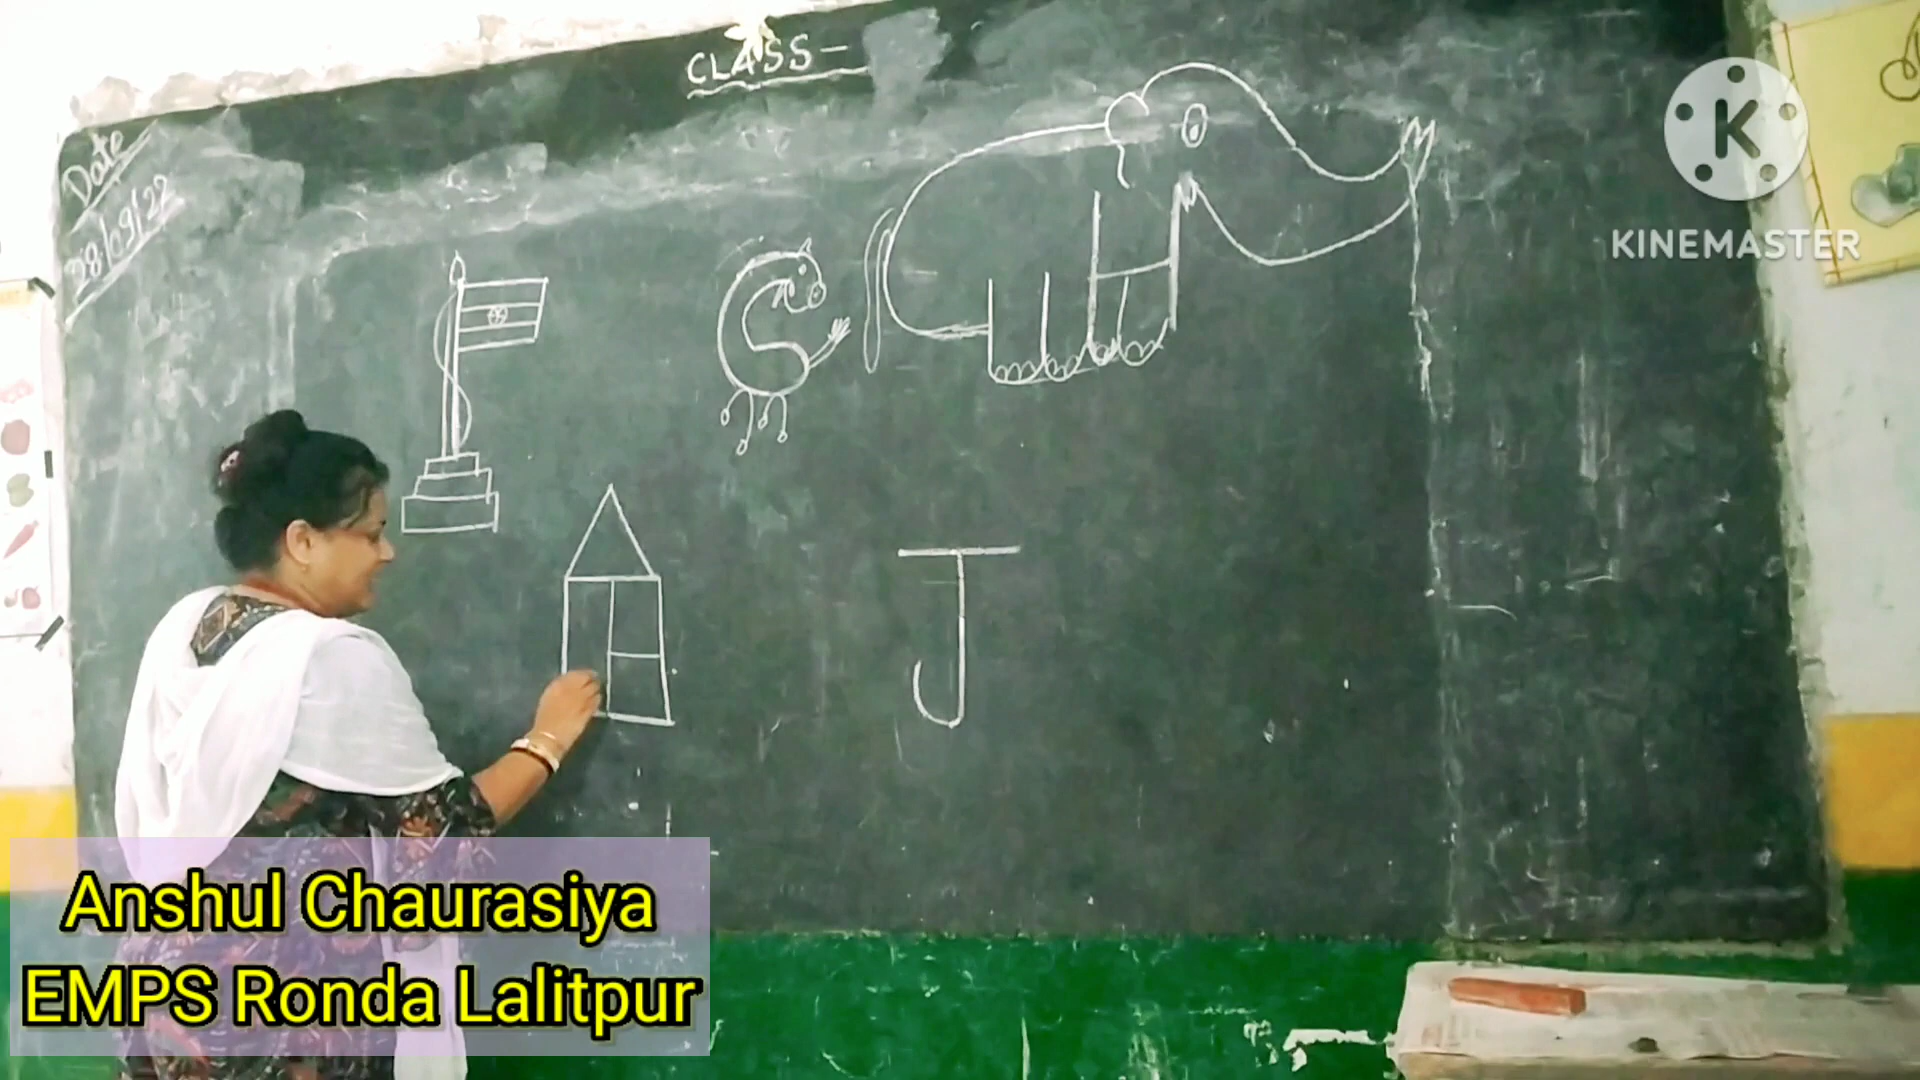 CLASS-
Date
28/09/22
J
K
KINEMASTER
Anshul Chaurasiya
EMPS Ronda Lalitpur